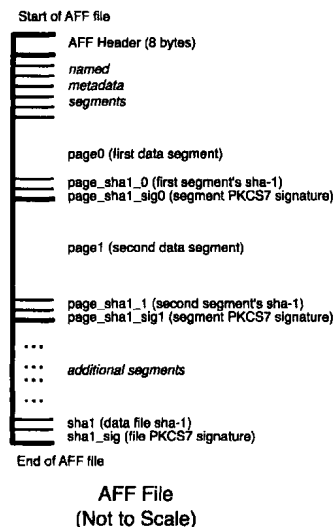 Start of AFF file
AFF Header (8 bytes)
named
metadata
segments
page0 (first data segment)
page_sha1_0 (first segment's sha-1)
page_sha1_sig0 (segment PKCS7 signature)
page1 (second data segment)
page_sha1_1 (second segment's sha-1)
page_sha1_sig1 (segment PKCS7 signature)
additional segments
sha1 (data file sha-1)
sha1_sig (file PKCS7 signature)
End of AFF file
AFF File
(Not to Scale)